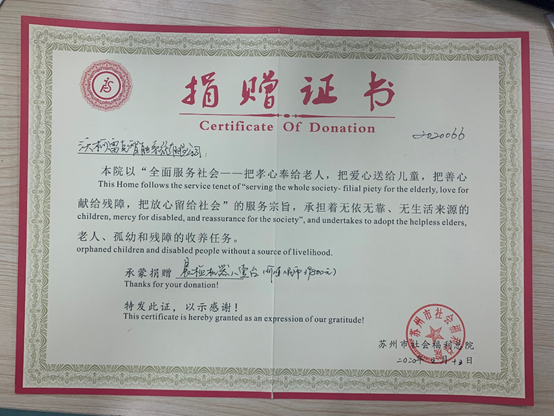 捐赠证书
Certificate Of Donation
2020066
本院以“全面服务社会——把孝心奉给老人，把爱心送给儿童，把善心
This Home follows the service tenet of “serving the whole society- filial piety for the elderly, love for
献给残障，把放心留给社会”的服务宗旨，承担着无依无靠、无生活来源的
children, mercy for disabled, and reassurance for the society”, and undertakes to adopt the helpless elders,
老人、孤幼和残障的收养任务。
orphaned children and disabled people without a source of livelihood.
承蒙捐赠
Thanks for your donation!
特发此证，以示感谢！
This certificate is hereby granted as an expression of our gratitude!
苏州市社会福利总院
2020年 月 日